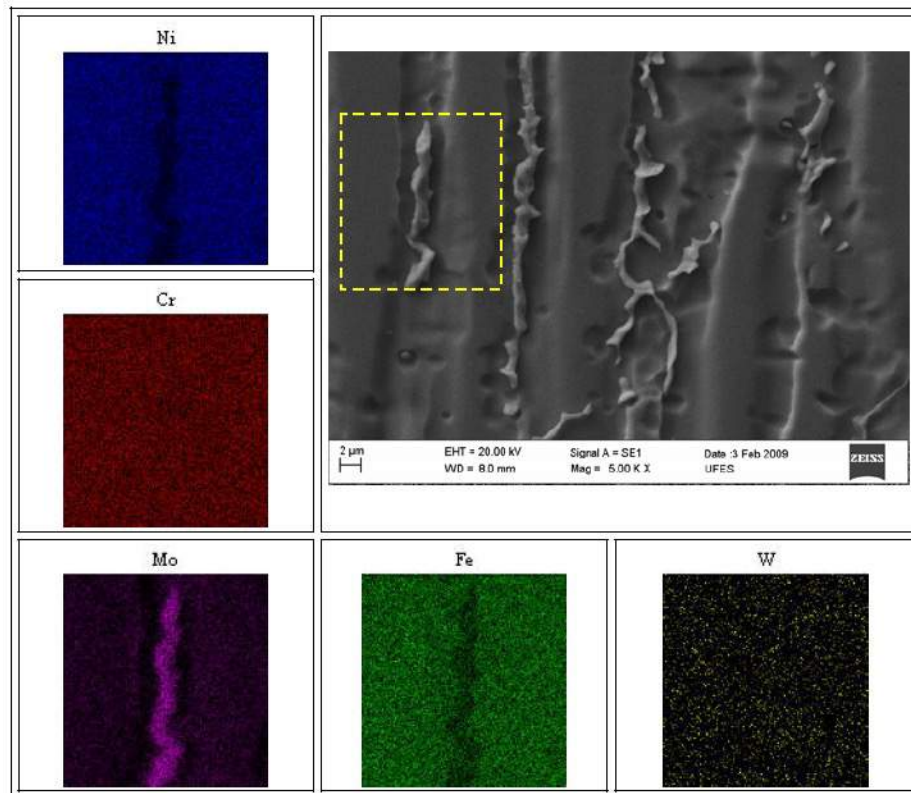 Ni
Cr
2 µm
EHT = 20.00 kV
Signal A = SE1
Date :3 Feb 2009
ZEISS
WD = 8.0 mm
Mag = 5.00 K X
UFES
Mo
Fe
W